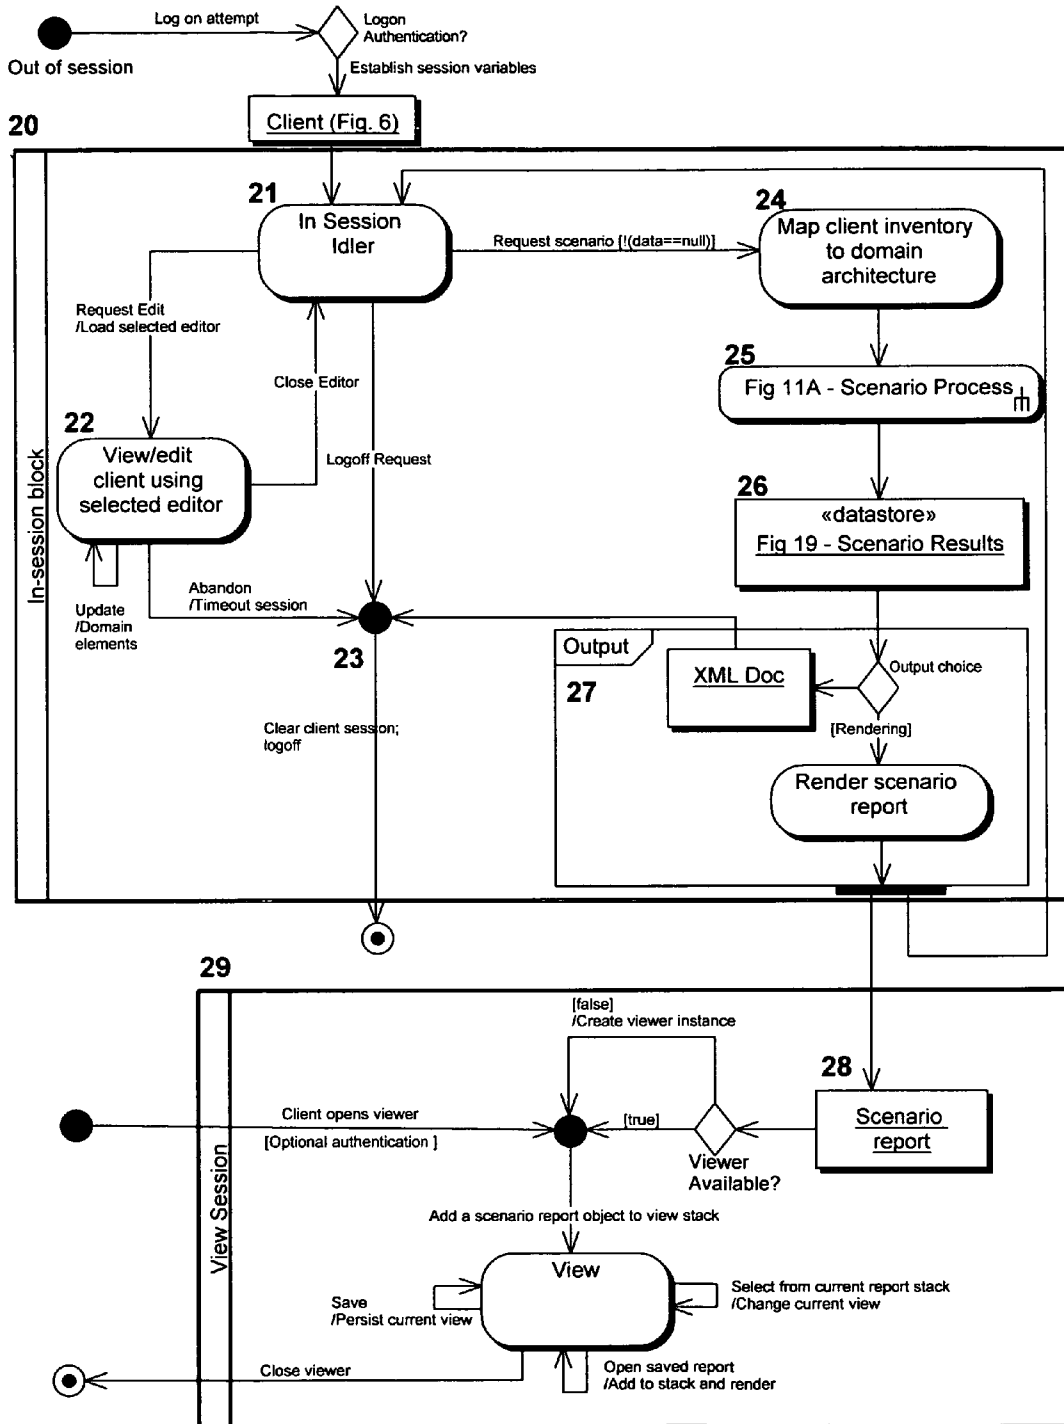 Log on attempt
Logon
Authentication?
Out of session
Establish session variables
20
Client (Fig. 6)
21
In Session
Idler
24
Map client inventory
to domain
architecture
Request scenario [!(data==null)]
Request Edit
/Load selected editor
25
Fig 11A - Scenario Process
Close Editor
22
View/edit
client using
selected editor
Logoff Request
26
«datastore»
Fig 19 - Scenario Results
In-session block
Abandon
/Timeout session
Update
/Domain
elements
23
Output
27
XML Doc
Output choice
[Rendering]
Clear client session;
logoff
Render scenario
report
29
[false]
/Create viewer instance
28
Scenario
report
Client opens viewer
[Optional authentication ]
[true]
Viewer
Available?
View Session
Add a scenario report object to view stack
View
Save
/Persist current view
Select from current report stack
/Change current view
Close viewer
Open saved report
/Add to stack and render